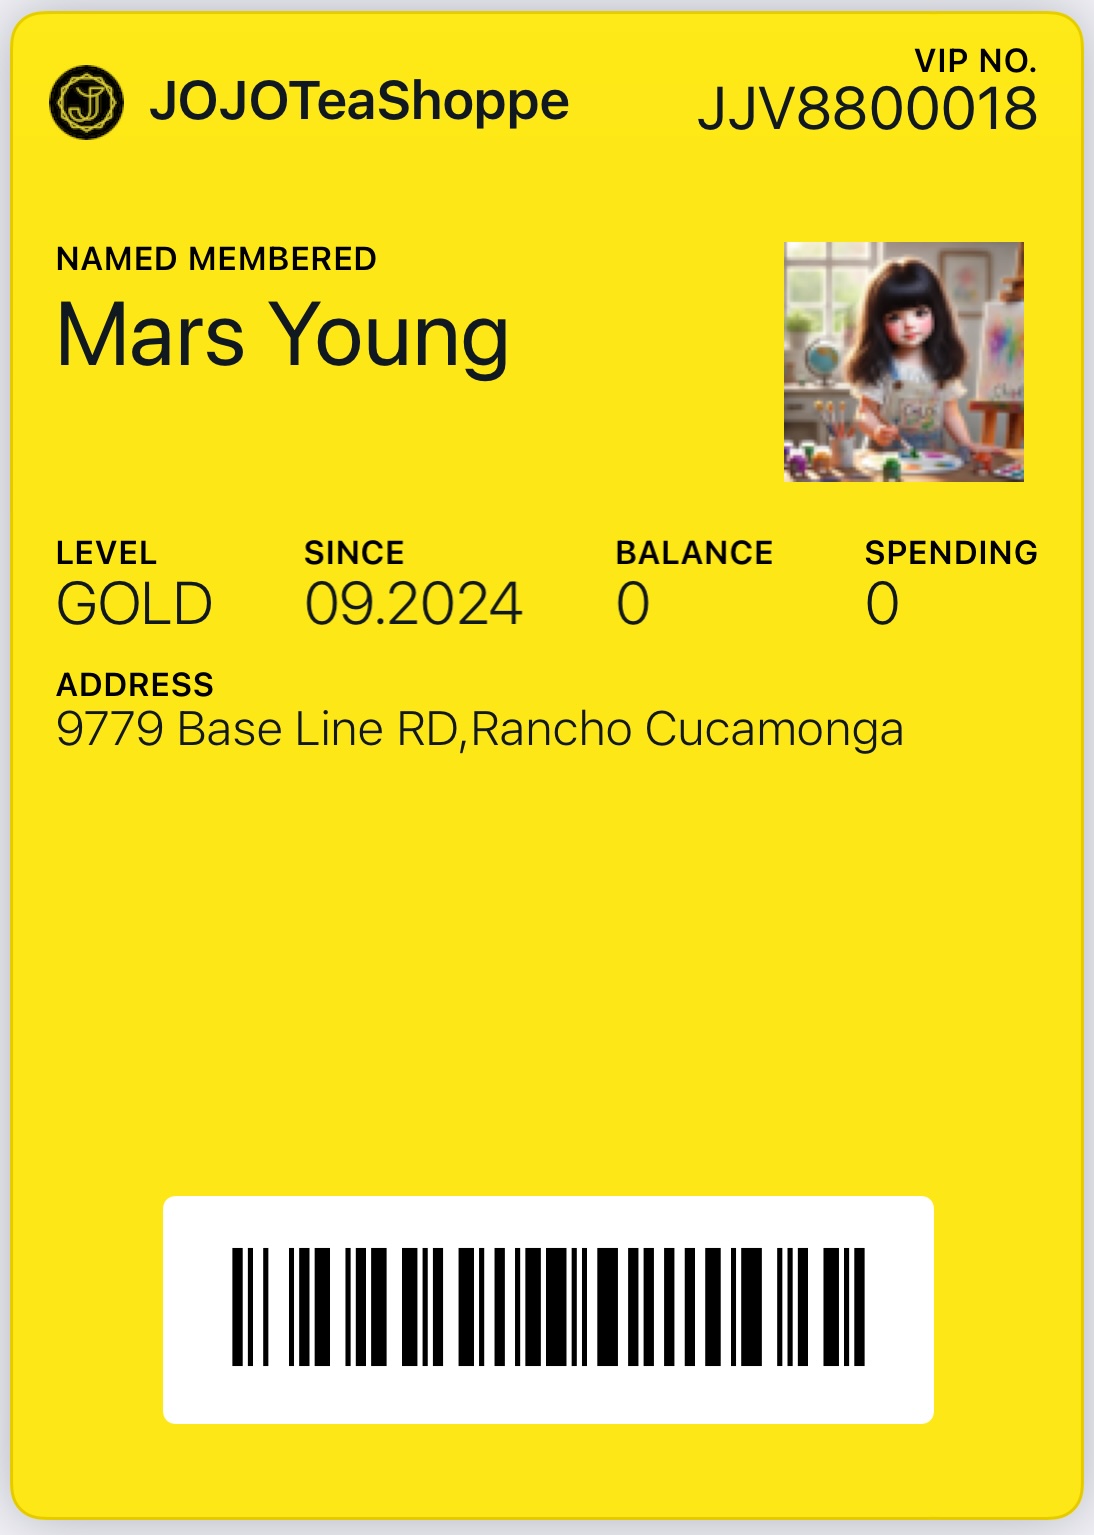 JOJOTeaShoppe
VIP NO.
JJV8800018
NAMED MEMBERED
Mars Young
LEVEL
GOLD
SINCE
09.2024
BALANCE
0
SPENDING
0
ADDRESS
9779 Base Line RD,Rancho Cucamonga